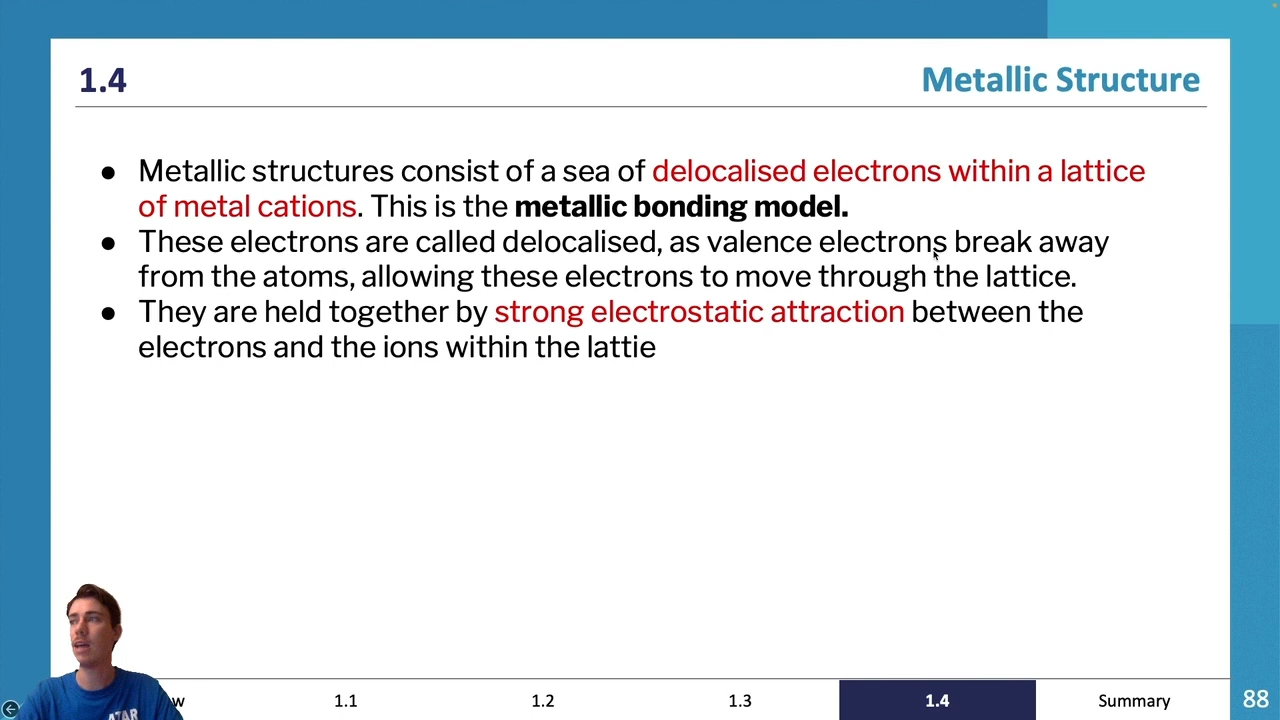 1.4
Metallic Structure
● Metallic structures consist of a sea of delocalised electrons within a lattice
of metal cations. This is the metallic bonding model.
● These electrons are called delocalised, as valence electrons break away
from the atoms, allowing these electrons to move through the lattice.
● They are held together by strong electrostatic attraction between the
electrons and the ions within the lattie
w 1.1 1.2 1.3 1.4 Summary 88